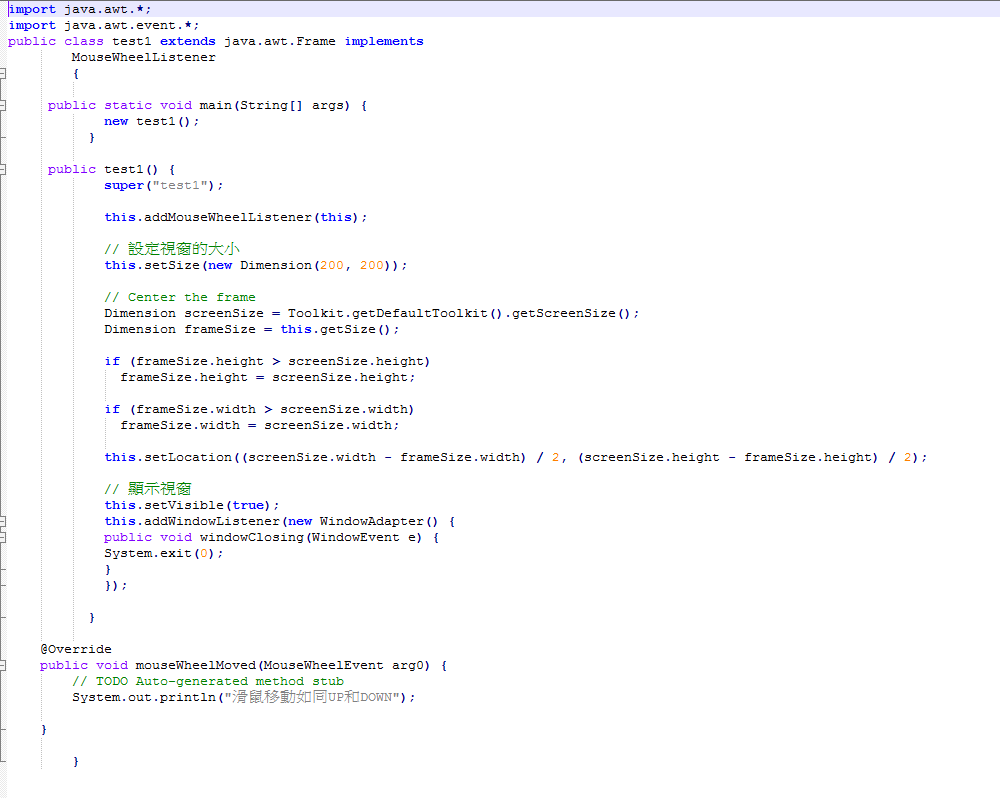 import java.awt.*;
import java.awt.event.*;
public class test1 extends java.awt.Frame implements
MouseWheelListener
{
public static void main(String[] args) {
new test1();
}
public test1() {
super("test1");
this.addMouseWheelListener(this);
// 設定視窗的大小
this.setSize(new Dimension(200, 200));
// Center the frame
Dimension screenSize = Toolkit.getDefaultToolkit().getScreenSize();
Dimension frameSize = this.getSize();
if (frameSize.height > screenSize.height)
frameSize.height = screenSize.height;
if (frameSize.width > screenSize.width)
frameSize.width = screenSize.width;
this.setLocation((screenSize.width - frameSize.width) / 2, (screenSize.height - frameSize.height) / 2);
// 顯示視窗
this.setVisible(true);
this.addWindowListener(new WindowAdapter() {
public void windowClosing(WindowEvent e) {
System.exit(0);
}
});
}
@Override
public void mouseWheelMoved(MouseWheelEvent arg0) {
// TODO Auto-generated method stub
System.out.println("滑鼠移動如同UP和DOWN");
}
}